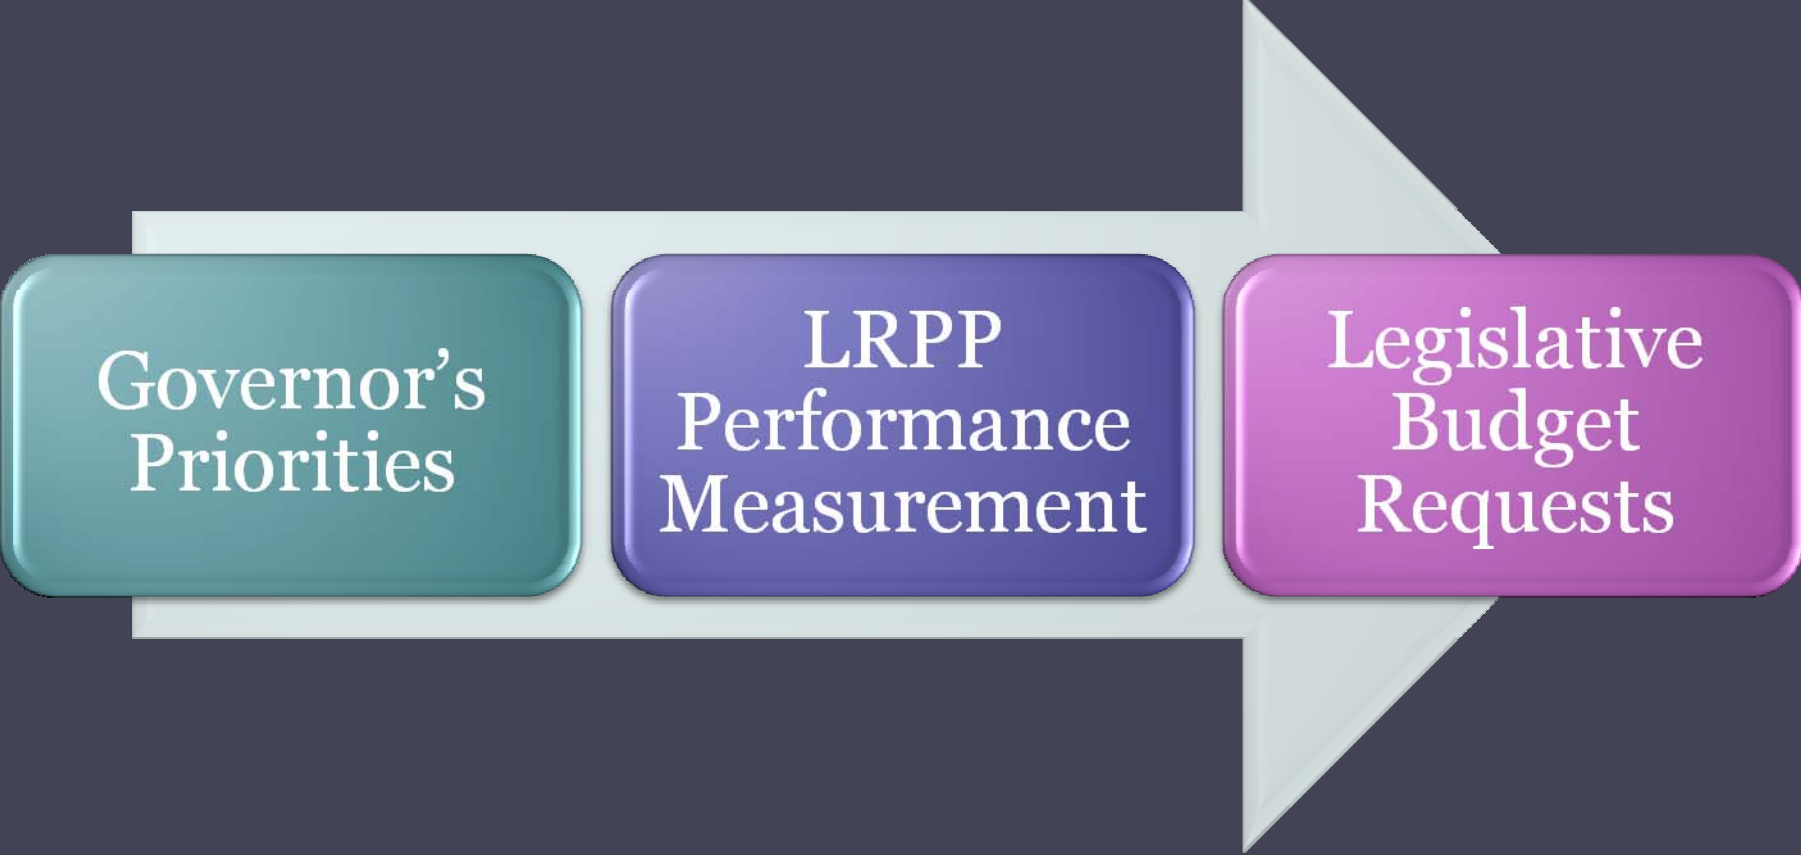 Governor’s
Priorities
LRPP
Performance
Measurement
Legislative
Budget
Requests